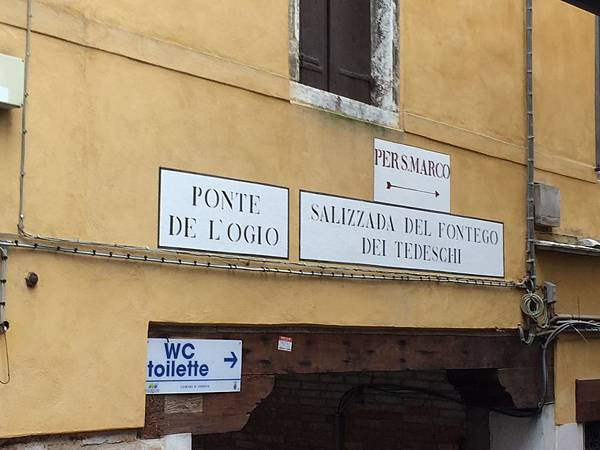 PER S. MARCO
PONTE
DE L'OGIO
SALIZZADA DEL FONTEGO
DEI TEDESCHI
WC
toilette